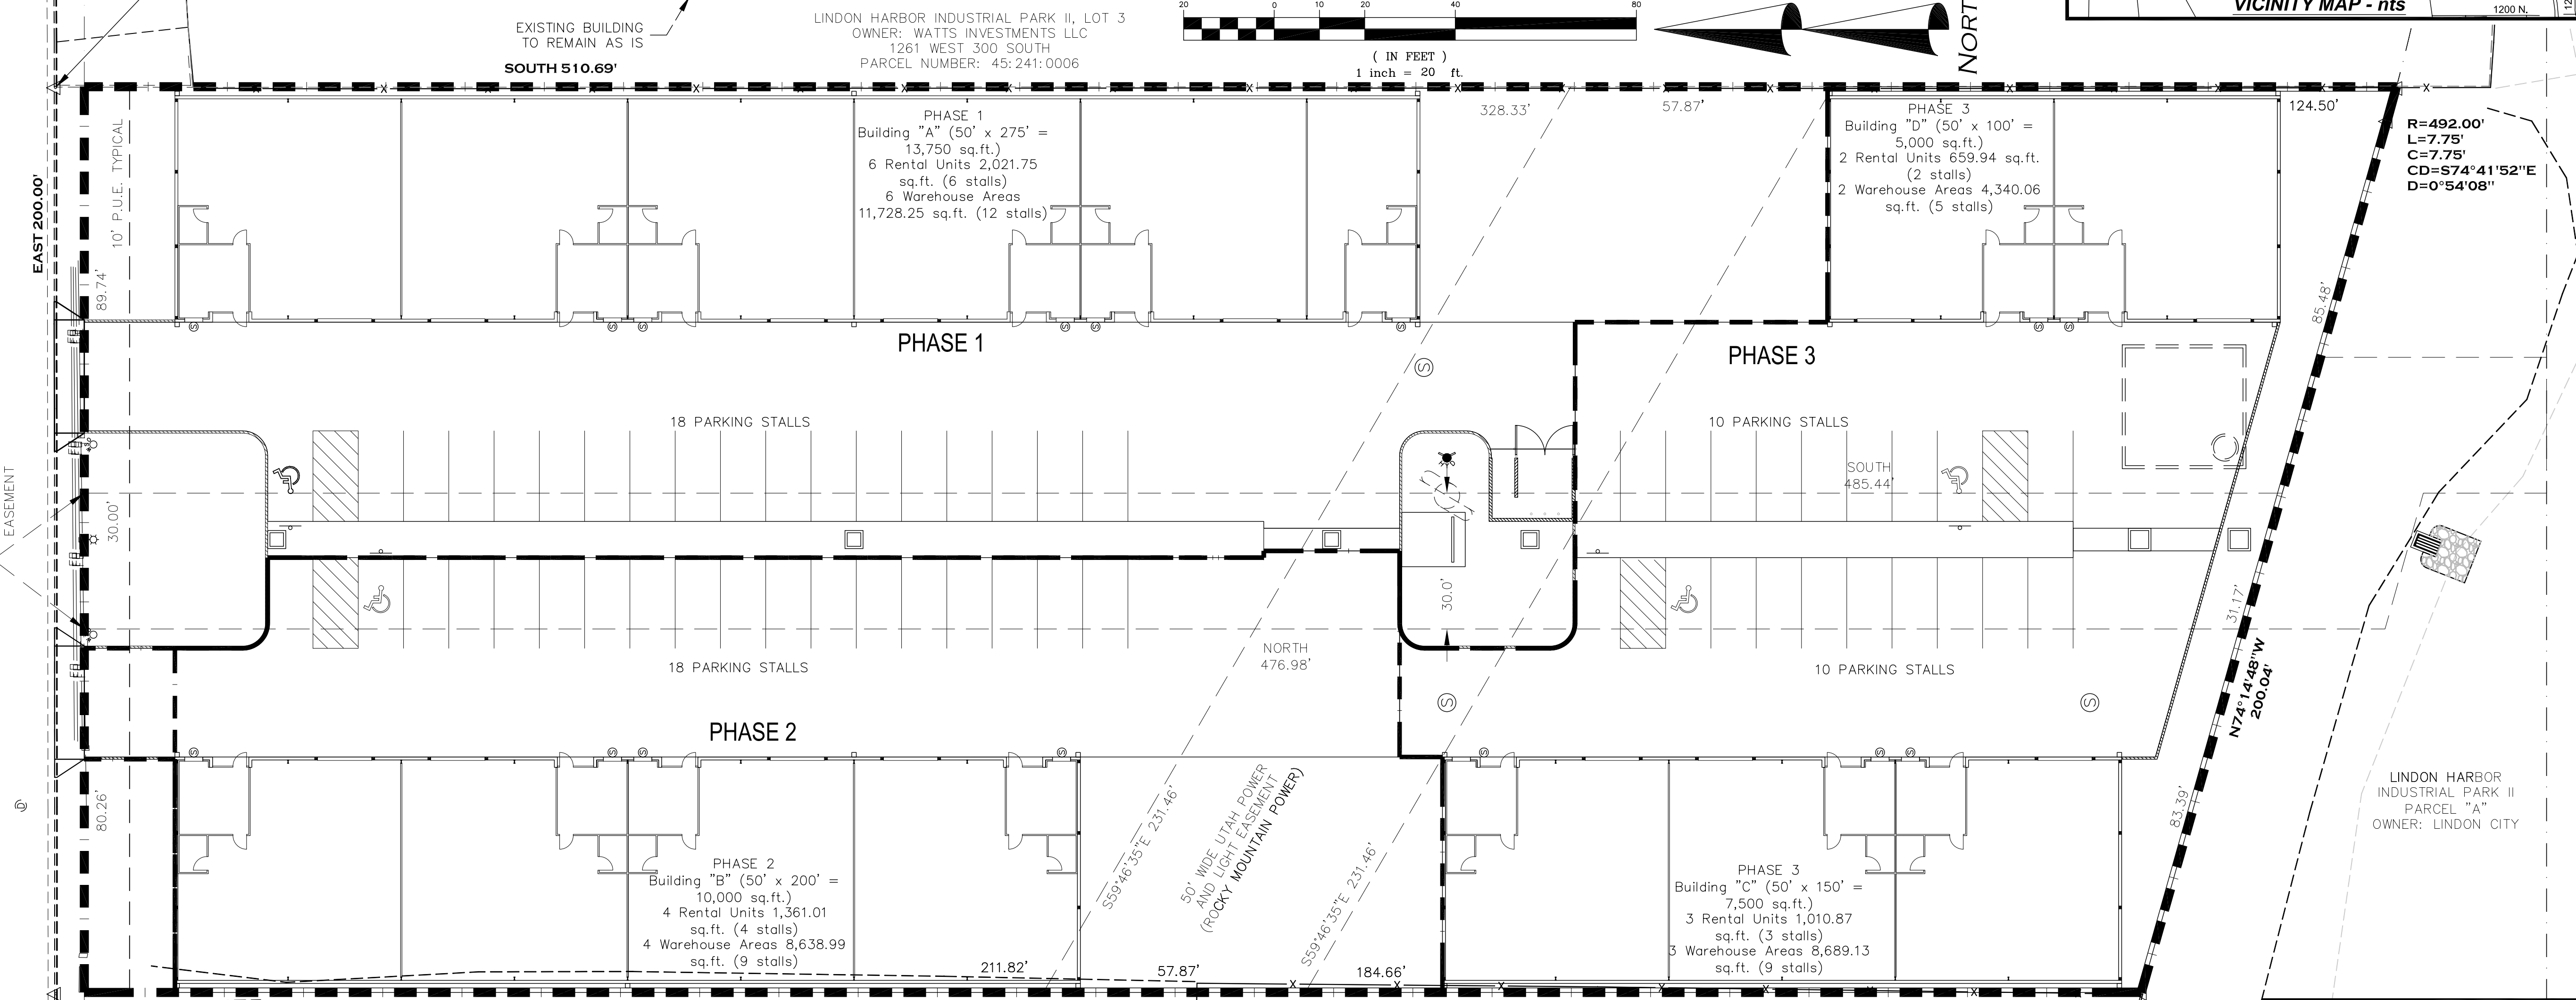 20
0
10
20
40
80
( IN FEET )
1 inch = 20 ft.
VICINITY MAP - nts
1200 N.
EXISTING BUILDING
TO REMAIN AS IS
LINDON HARBOR INDUSTRIAL PARK II, LOT 3
OWNER: WATTS INVESTMENTS LLC
1261 WEST 300 SOUTH
PARCEL NUMBER: 45:241:0006
SOUTH 510.69'
328.33'
57.87'
124.50'
R=492.00'
L=7.75'
C=7.75'
CD=S74°41'52"E
D=0°54'08"
EAST 200.00'
10' P.U.E. TYPICAL
89.74'
PHASE 1
Building "A" (50' x 275' =
13,750 sq.ft.)
6 Rental Units 2,021.75
sq.ft. (6 stalls)
6 Warehouse Areas
11,728.25 sq.ft. (12 stalls)
PHASE 3
Building "D" (50' x 100' =
5,000 sq.ft.)
2 Rental Units 659.94 sq.ft.
(2 stalls)
2 Warehouse Areas 4,340.06
sq.ft. (5 stalls)
85.48'
PHASE 1
PHASE 3
18 PARKING STALLS
10 PARKING STALLS
SOUTH
485.44'
EASEMENT
30.00'
30.0'
31.17'
N74°14'48"W
200.04'
NORTH
476.98'
18 PARKING STALLS
10 PARKING STALLS
PHASE 2
80.26'
PHASE 2
Building "B" (50' x 200' =
10,000 sq.ft.)
4 Rental Units 1,361.01
sq.ft. (4 stalls)
4 Warehouse Areas 8,638.99
sq.ft. (9 stalls)
S59°46'35"E 231.46'
50' WIDE UTAH POWER
AND LIGHT EASEMENT
(ROCKY MOUNTAIN POWER)
S59°46'35"E 231.46'
PHASE 3
Building "C" (50' x 150' =
7,500 sq.ft.)
3 Rental Units 1,010.87
sq.ft. (3 stalls)
3 Warehouse Areas 8,689.13
sq.ft. (9 stalls)
83.39'
LINDON HARBOR
INDUSTRIAL PARK II
PARCEL "A"
OWNER: LINDON CITY
211.82'
57.87'
184.66'